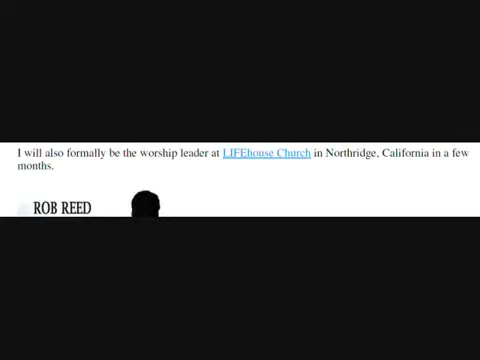 I will also formally be the worship leader at LIFEhouse Church in Northridge, California in a few
months.
ROB REED